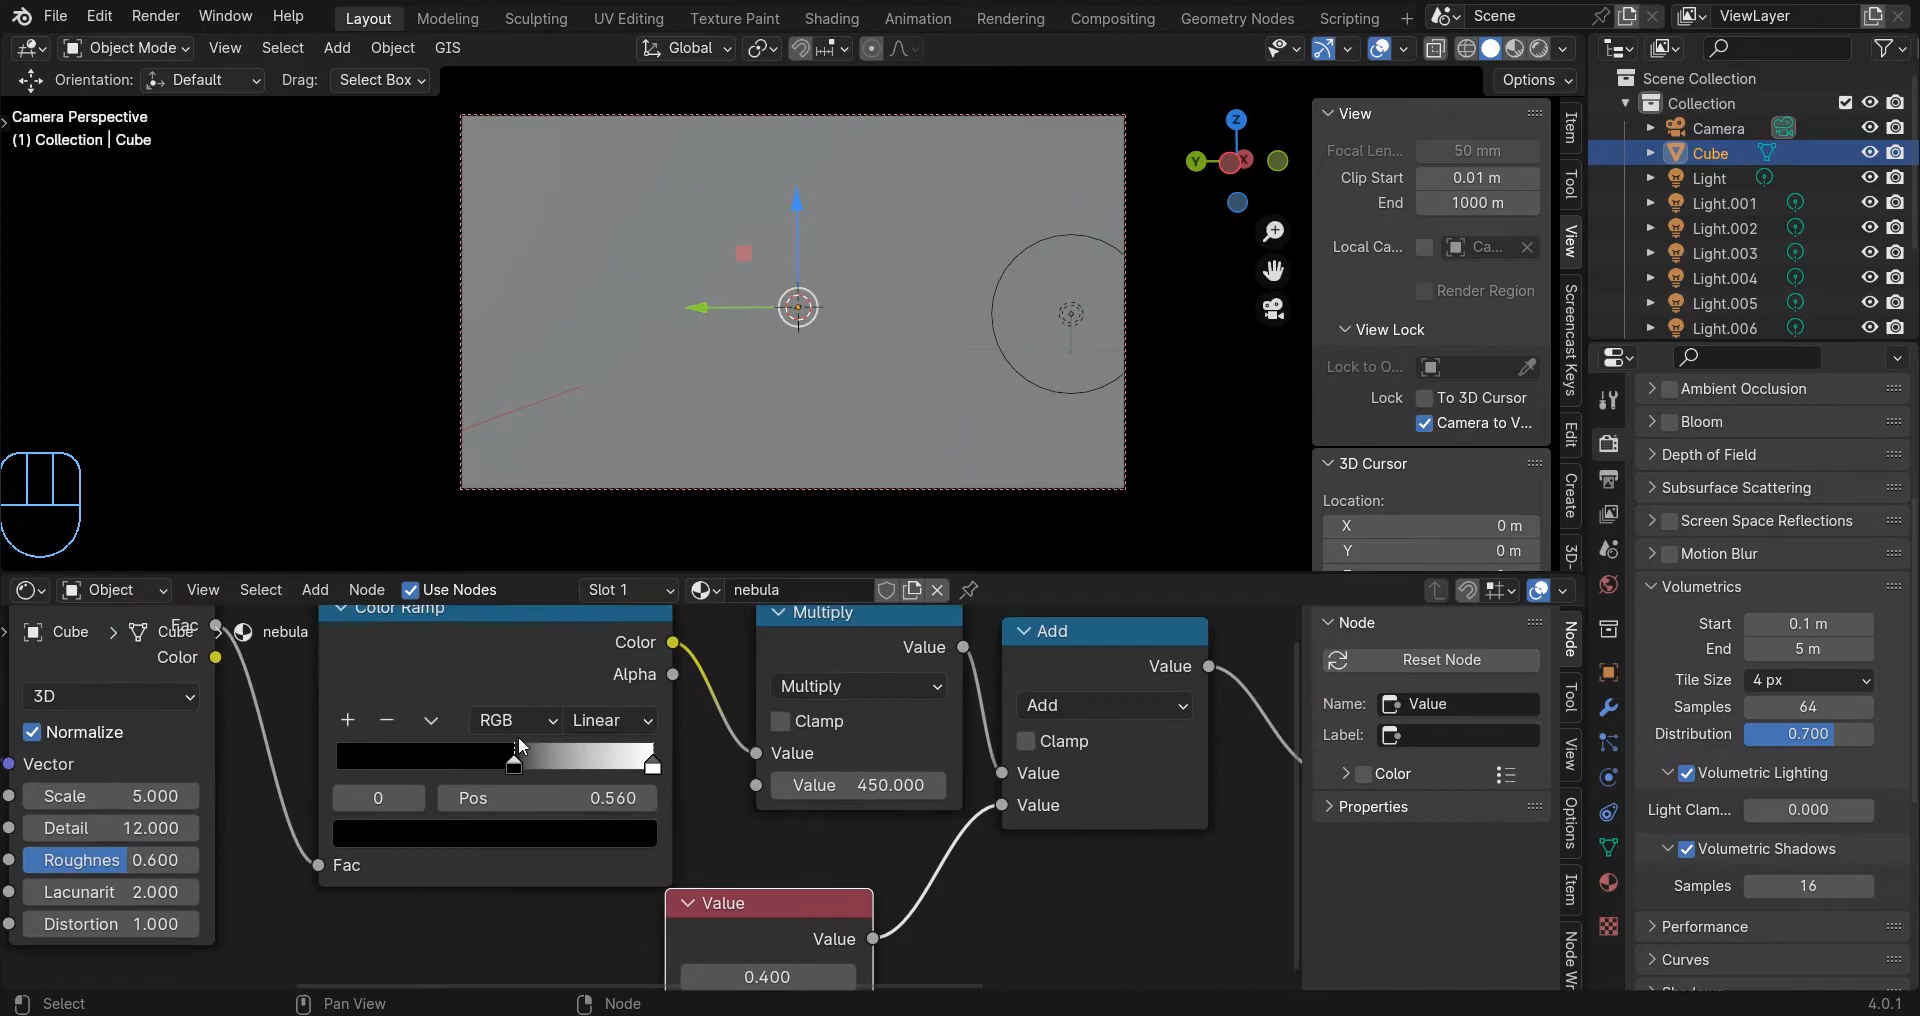 File Edit Render Window Help Layout Modeling Sculpting UV Editing Texture Paint Shading Animation Rendering Compositing Geometry Nodes Scripting Scene ViewLayer
Object Mode View Select Add Object GIS Global
Orientation: Default Drag: Select Box Options
Camera Perspective
(1) Collection | Cube
Z
Y X
View
Focal Len... 50 mm
Clip Start 0.01 m
End 1000 m
Local Ca... Ca...
Render Region
View Lock
Lock to O...
Lock To 3D Cursor
Camera to V...
3D Cursor
Location:
X 0 m
Y 0 m
Item
Tool
View
Screencast Keys
Edit
Create
3D-
Scene Collection
Collection
Camera
Cube
Light
Light.001
Light.002
Light.003
Light.004
Light.005
Light.006
Ambient Occlusion
Bloom
Depth of Field
Subsurface Scattering
Screen Space Reflections
Motion Blur
Volumetrics
Start 0.1 m
End 5 m
Tile Size 4 px
Samples 64
Distribution 0.700
Volumetric Lighting
Light Clam... 0.000
Volumetric Shadows
Samples 16
Performance
Curves
Object View Select Add Node Use Nodes Slot 1 nebula
Cube Cube nebula
Fac
Color
3D
Normalize
Vector
Scale 5.000
Detail 12.000
Roughnes 0.600
Lacunarit 2.000
Distortion 1.000
Color Ramp
Color
Alpha
RGB Linear
0 Pos 0.560
Fac
Multiply
Value
Multiply
Clamp
Value
Value 450.000
Add
Value
Add
Clamp
Value
Value
Value
Value
0.400
Node
Reset Node
Name: Value
Label:
Color
Properties
Node
Tool
View
Options
Item
Node Wr
Select Pan View Node 4.0.1